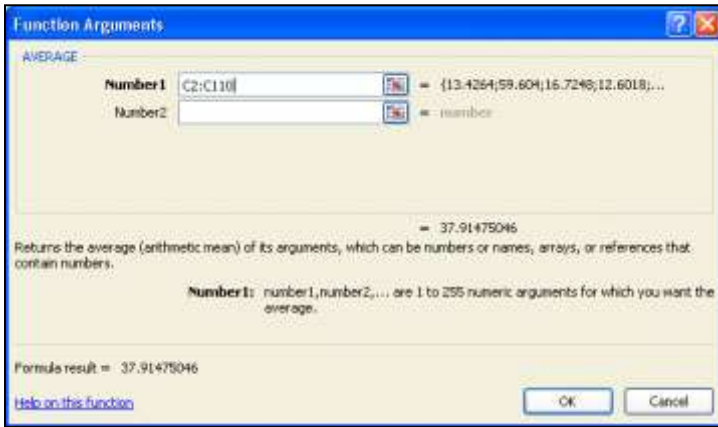 Function Arguments
AVERAGE
Number1 C2:C110 = {13.4264;59.604;16.7248;12.6018;...
Number2 = number
= 37.91475046
Returns the average (arithmetic mean) of its arguments, which can be numbers or names, arrays, or references that
contain numbers.
Number1: number1,number2,... are 1 to 255 numeric arguments for which you want the
average.
Formula result = 37.91475046
Help on this function
OK Cancel